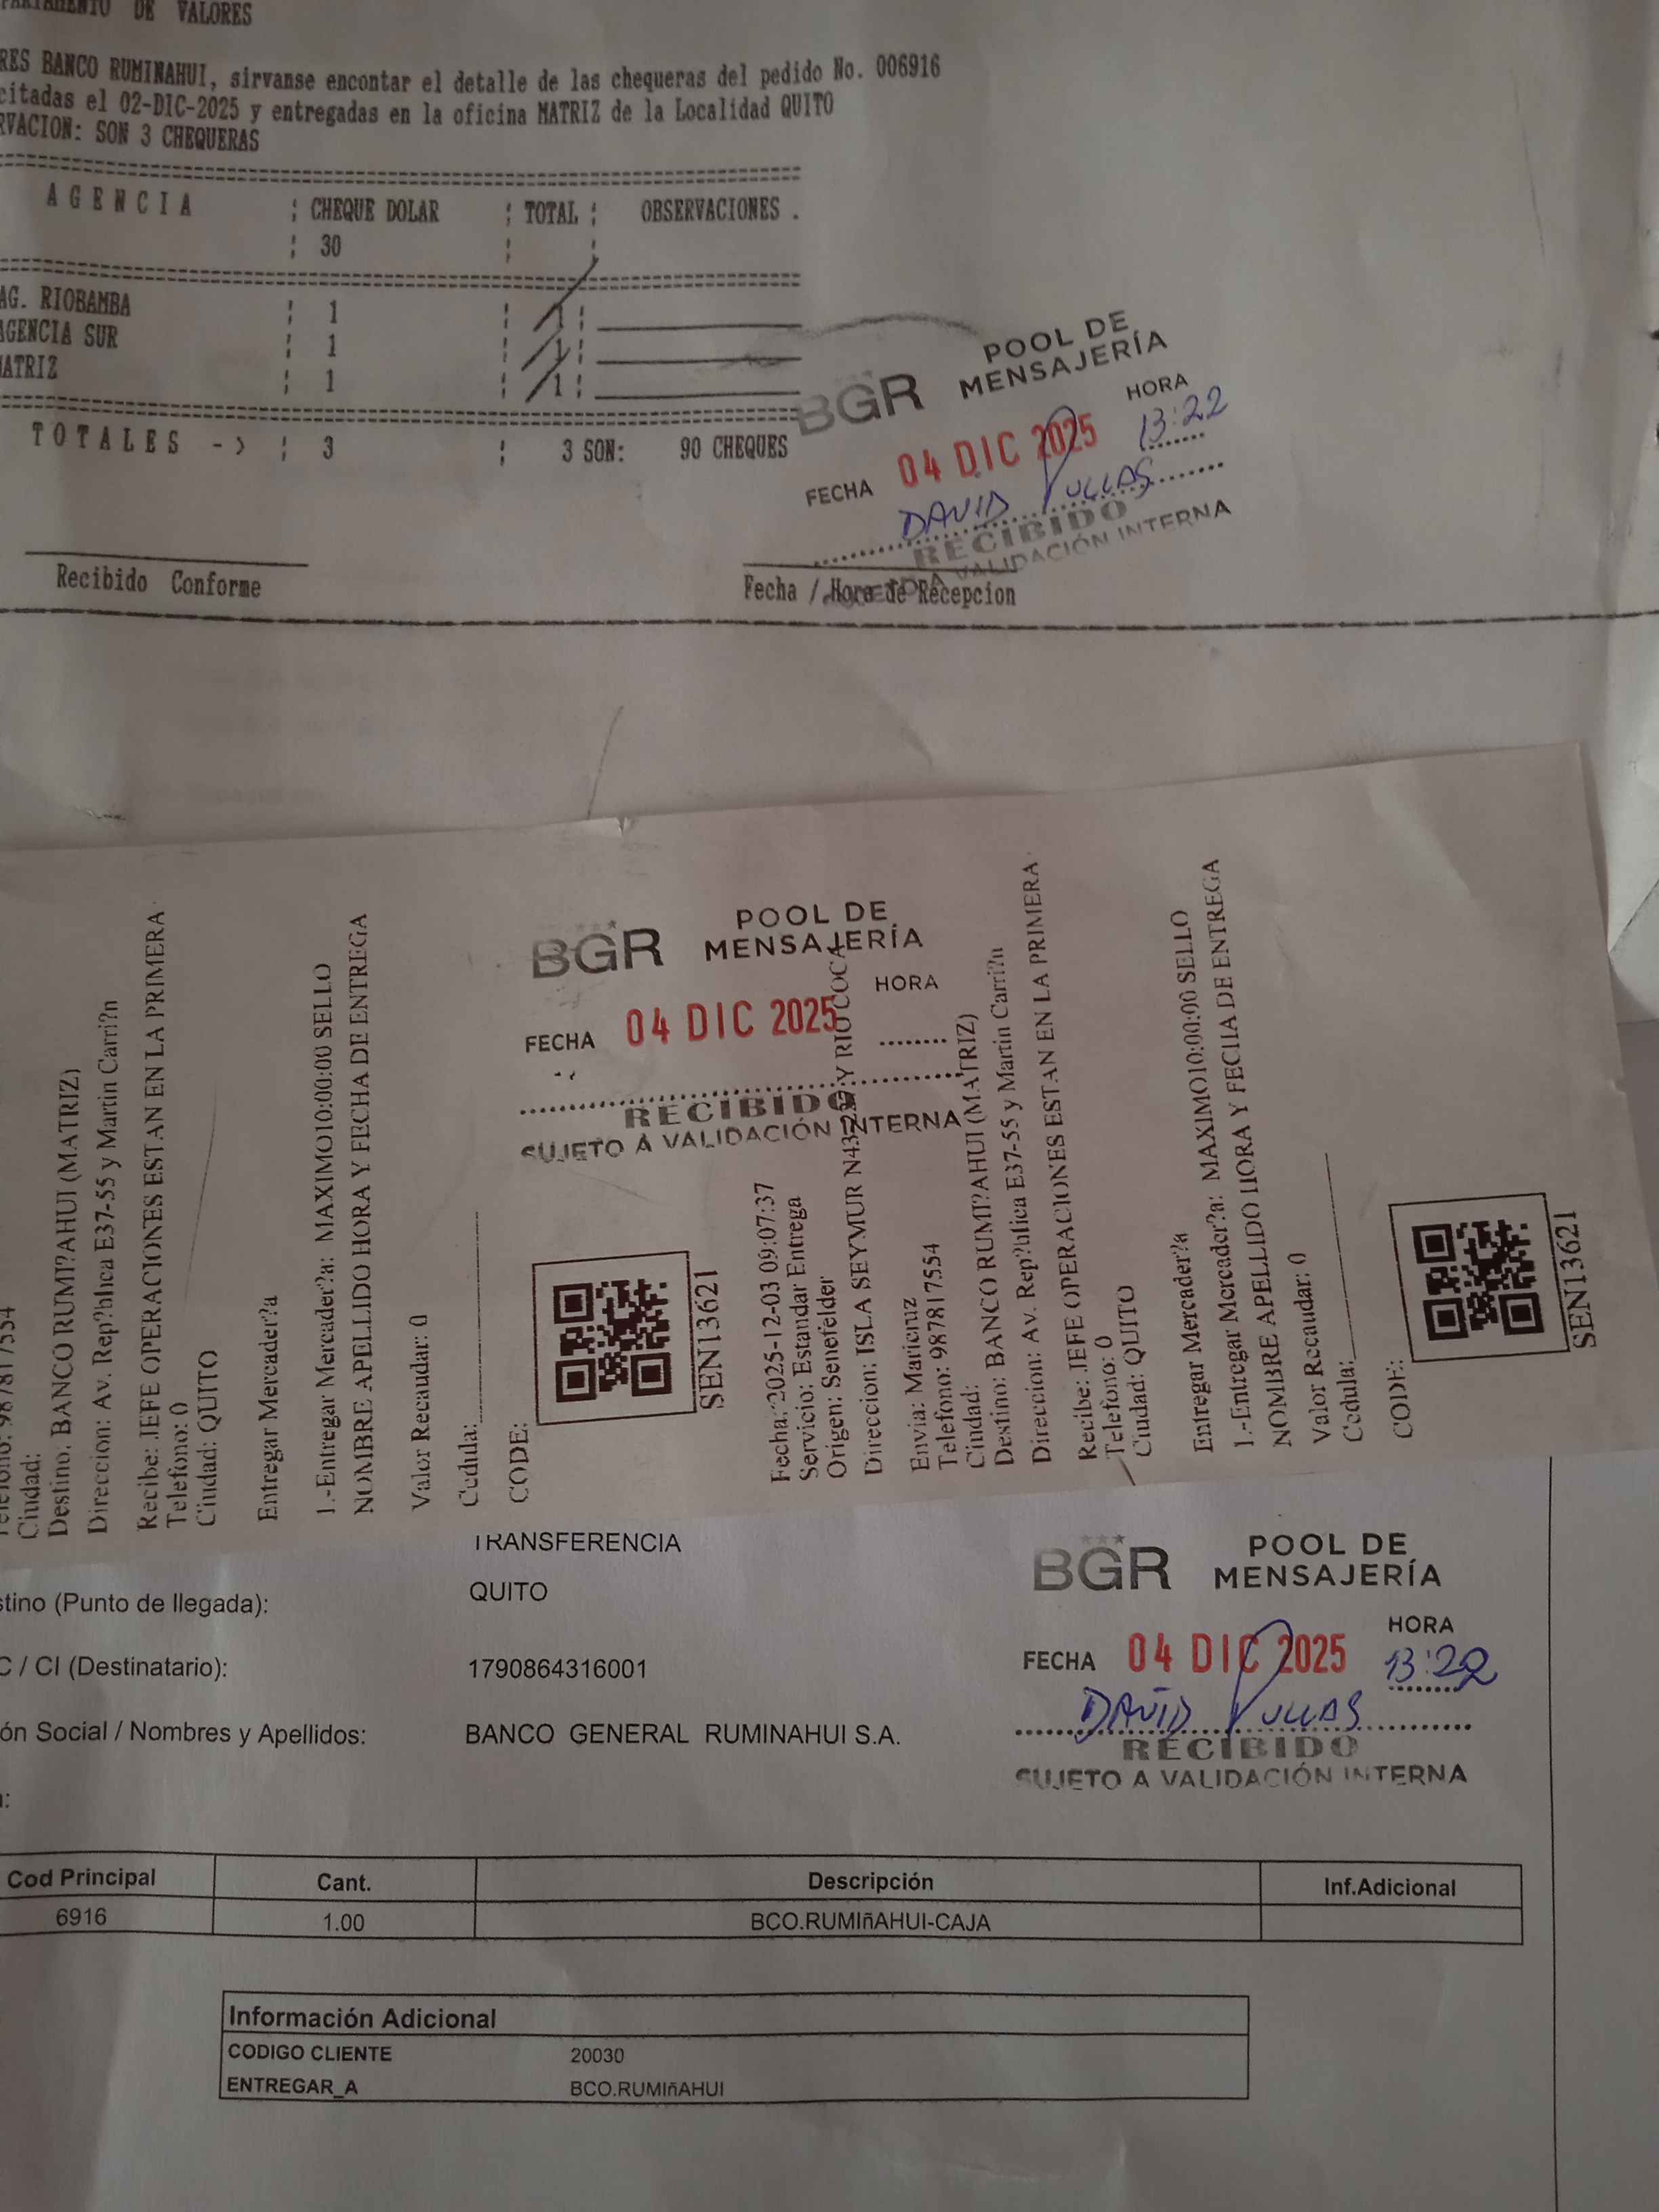 DE VALORES
RES BANCO RUMINAHUI, sirvanse encontar el detalle de las chequeras del pedido No. 006916
citadas el 02-DIC-2025 y entregadas en la oficina MATRIZ de la Localidad QUITO
RVACION: SON 3 CHEQUERAS
AGENCIA ¦ CHEQUE DOLAR ¦ TOTAL ¦ OBSERVACIONES .
¦ 30 ¦ ¦
AG. RIOBAMBA ¦ 1 ¦ 1 ¦
AGENCIA SUR ¦ 1 ¦ 1 ¦
MATRIZ ¦ 1 ¦ 1 ¦
TOTALES -> ¦ 3 ¦ 3 SON: 90 CHEQUES
BGR POOL DE
MENSAJERÍA
HORA
13:22
FECHA 04 DIC 2025
DAVID
RECIBIDO
VALIDACIÓN INTERNA
Recibido Conforme
Fecha / Hora de Recepcion
Ciudad:
Destino. BANCO RUMI?AHUI (MATRIZ)
Direccion: Av. Rep?blica E37-55 y Martin Carri?n
Recibe: JEFE OPERACIONES ESTAN EN LA PRIMERA
Telefono: 0
Ciudad: QUITO
Entregar Mercader?a
1.-Entregar Mercader?a: MAXIMO10:00:00 SELLO
NOMBRE APELLIDO HORA Y FECHA DE ENTREGA
Valor Recaudar: 0
Cedula:
CODE:
SEN13621
BGR POOL DE
MENSAJERÍA
HORA
FECHA 04 DIC 2025
RECIBIDO
SUJETO A VALIDACIÓN INTERNA
Fecha: 2025-12-03 09:07:37
Servicio: Estandar Entrega
Origen: Senefelder
Direccion: ISLA SEYMUR Y RIO COCA
Envia: Maricruz
Telefono: 987817554
Ciudad:
Destino: BANCO RUMI?AHUI (MATRIZ)
Direccion: Av. Rep?blica E37-55 y Martin Carri?n
Recibe: JEFE OPERACIONES ESTAN EN LA PRIMERA
Telefono: 0
Ciudad: QUITO
Entregar Mercader?a
1.-Entregar Mercader?a: MAXIMO10:00:00 SELLO
NOMBRE APELLIDO HORA Y FECHA DE ENTREGA
Valor Recaudar: 0
Cedula:
CODE:
SEN13621
TRANSFERENCIA
stino (Punto de llegada): QUITO
C / CI (Destinatario): 1790864316001
ón Social / Nombres y Apellidos: BANCO GENERAL RUMINAHUI S.A.
BGR POOL DE
MENSAJERÍA
HORA
FECHA 04 DIC 2025 13:22
DAVID
RECIBIDO
SUJETO A VALIDACIÓN INTERNA
Cod Principal Cant. Descripción Inf.Adicional
6916 1.00 BCO.RUMIñAHUI-CAJA
Información Adicional
CODIGO CLIENTE 20030
ENTREGAR_A BCO.RUMIñAHUI